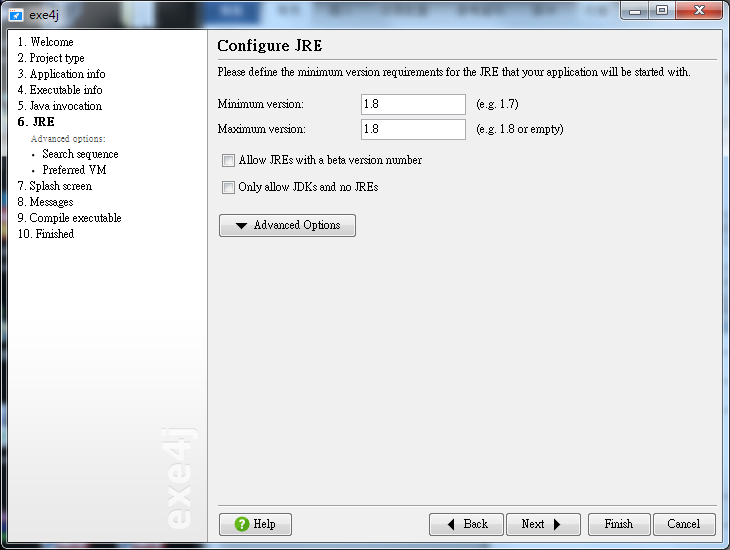 exe4j
1. Welcome
2. Project type
3. Application info
4. Executable info
5. Java invocation
6. JRE
Advanced options:
• Search sequence
• Preferred VM
7. Splash screen
8. Messages
9. Compile executable
10. Finished
exe4j
Configure JRE
Please define the minimum version requirements for the JRE that your application will be started with.
Minimum version: 1.8 (e.g. 1.7)
Maximum version: 1.8 (e.g. 1.8 or empty)
Allow JREs with a beta version number
Only allow JDKs and no JREs
Advanced Options
Help Back Next Finish Cancel